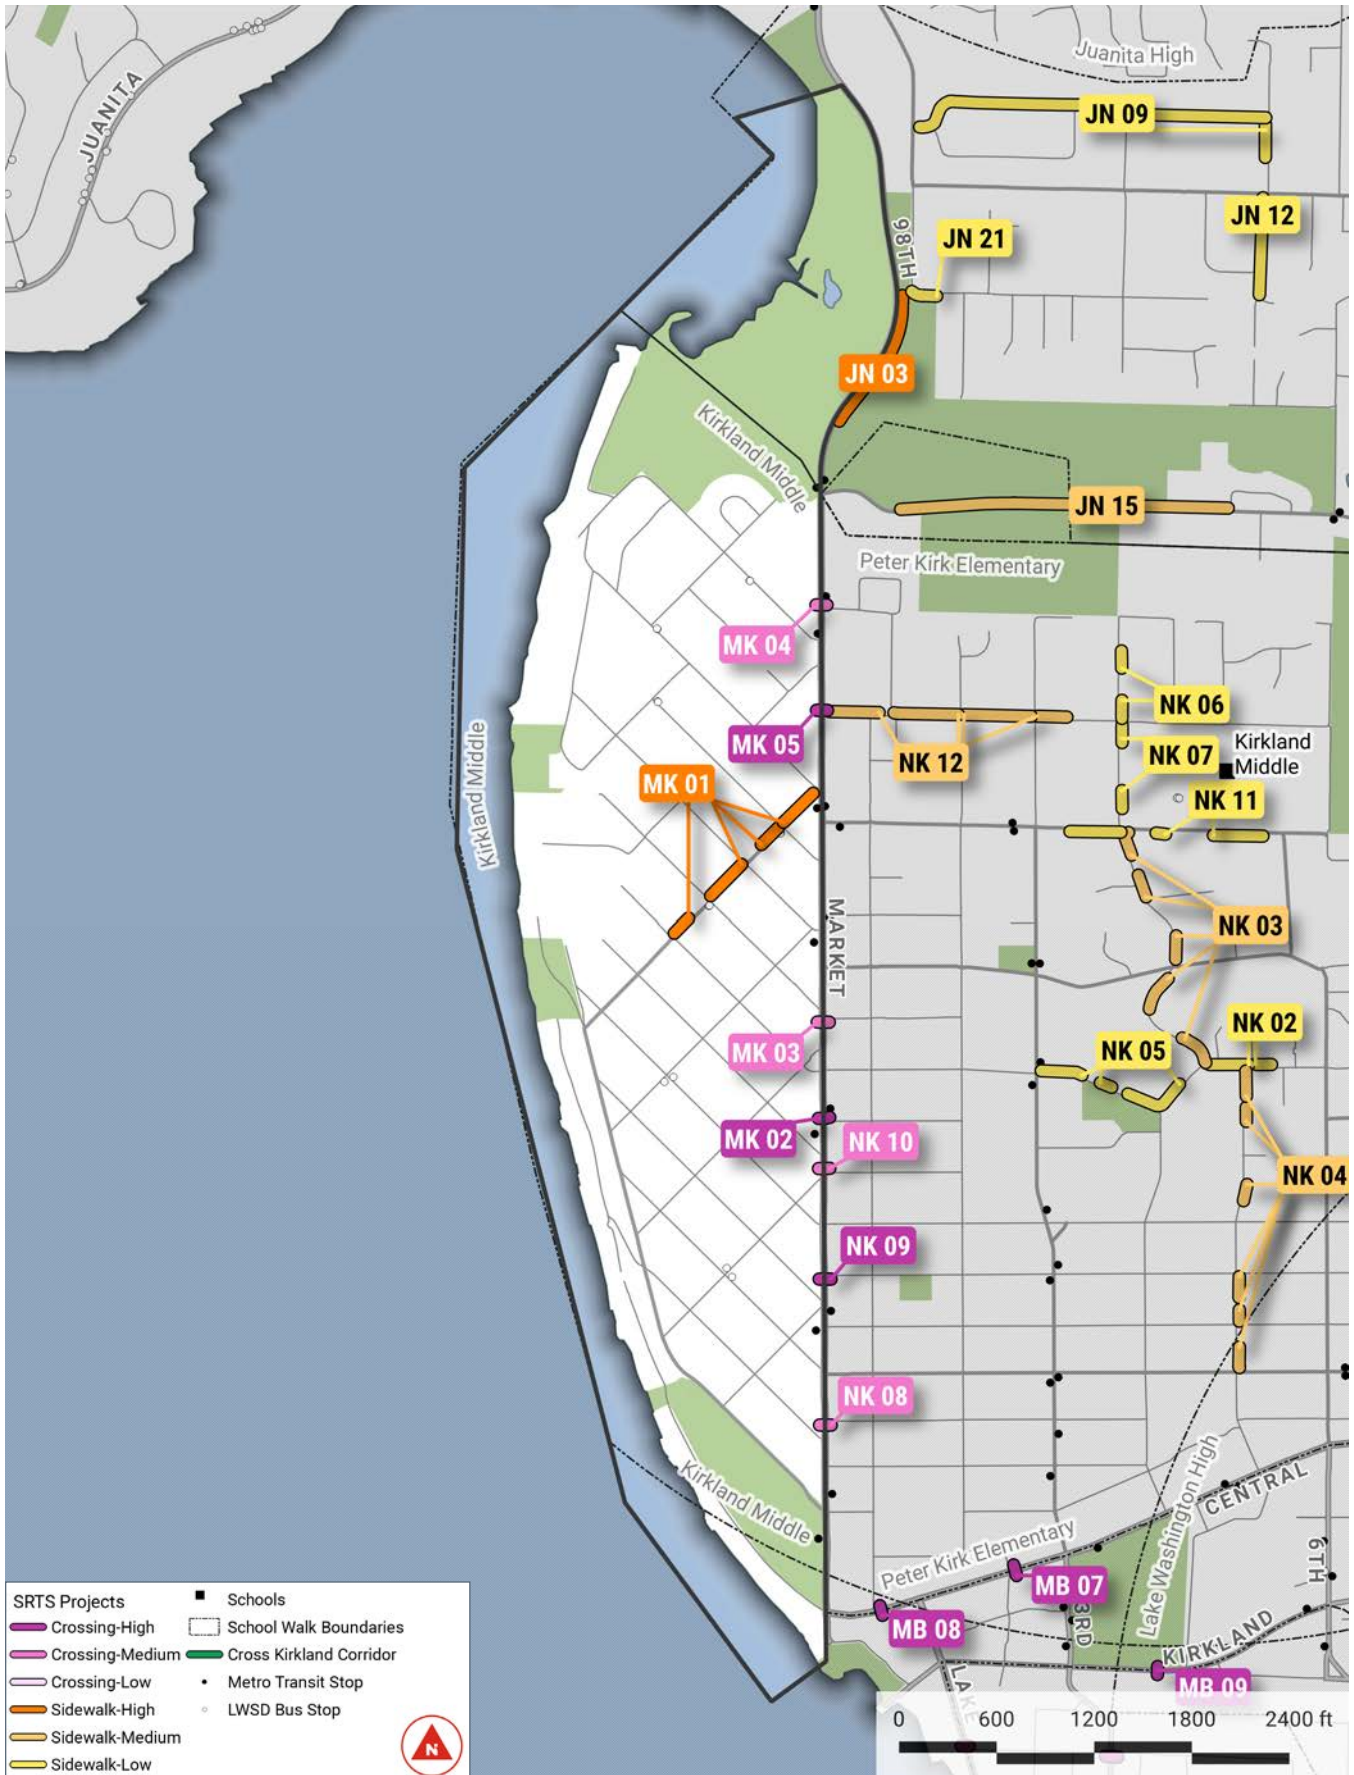 Juanita High
JUANITA
JN 09
98TH
JN 12
JN 21
JN 03
Kirkland Middle
JN 15
Peter Kirk Elementary
MK 04
NK 06
MK 05
Kirkland
Middle
NK 07
NK 12
Kirkland Middle
MK 01
NK 11
MARKET
NK 03
NK 02
MK 03
NK 05
MK 02
NK 10
NK 04
NK 09
NK 08
Kirkland Middle
Lake Washington High
CENTRAL
Peter Kirk Elementary
6TH
MB 07
3RD
MB 08
KIRKLAND
LAKE
MB 09
SRTS Projects
Crossing-High
Crossing-Medium
Crossing-Low
Sidewalk-High
Sidewalk-Medium
Sidewalk-Low
Schools
School Walk Boundaries
Cross Kirkland Corridor
Metro Transit Stop
LWSD Bus Stop
N
0 600 1200 1800 2400 ft